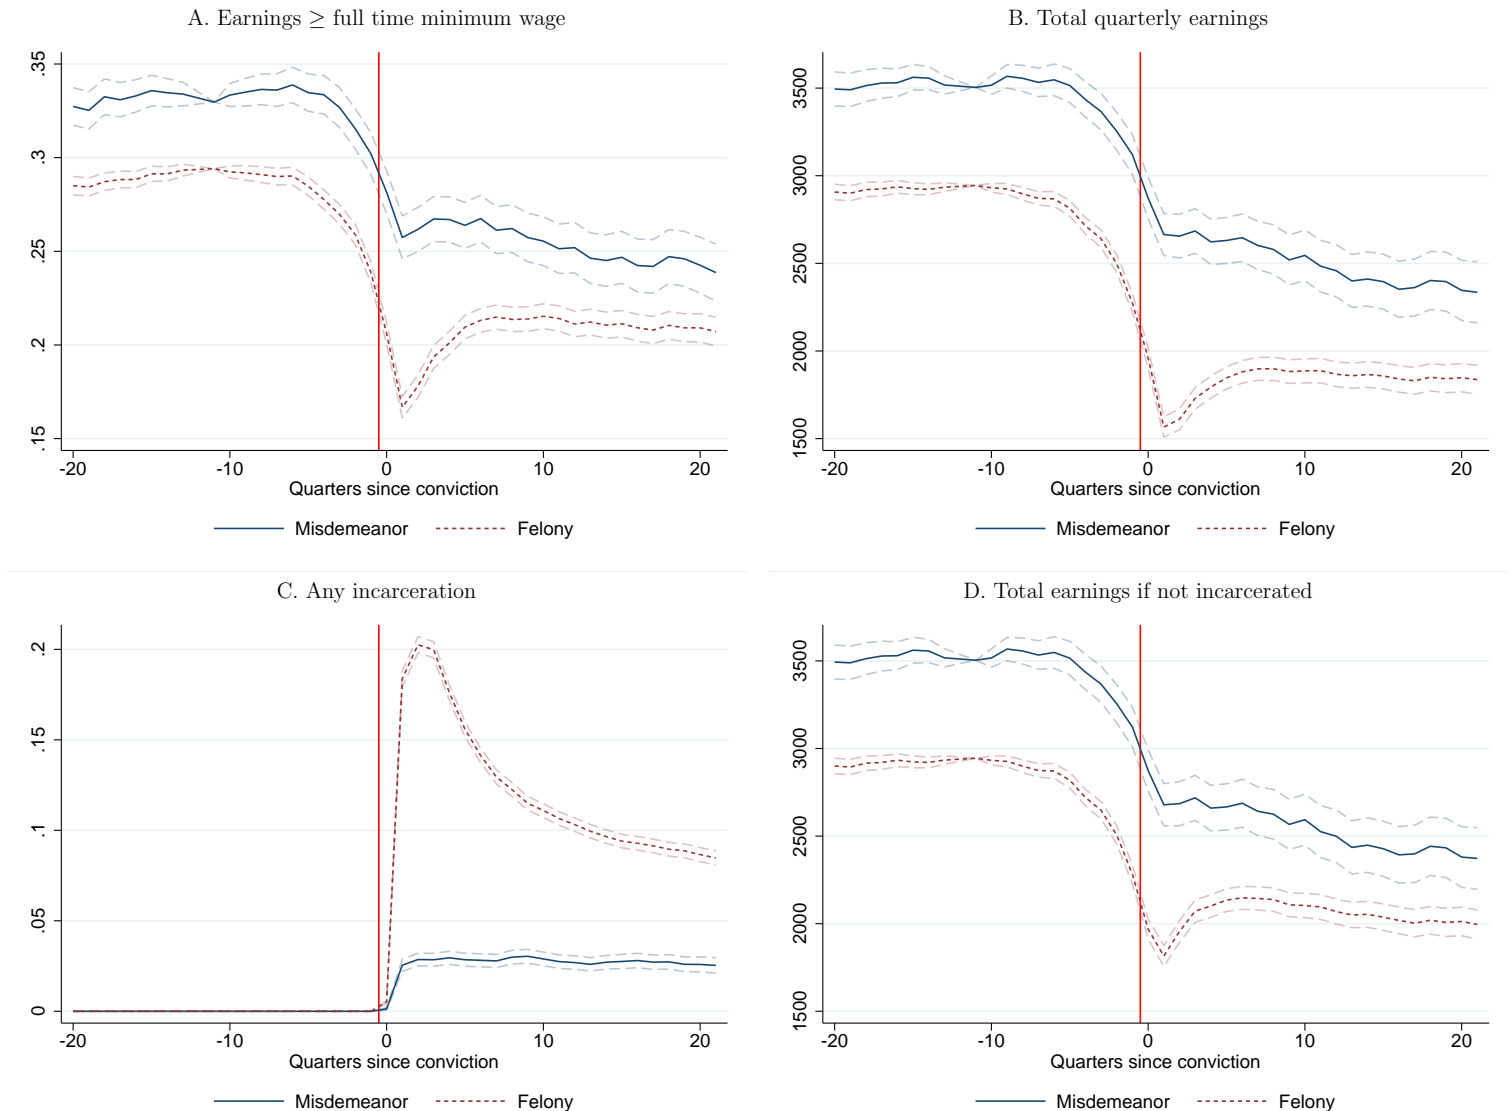 A. Earnings ≥ full time minimum wage
.35
.3
.25
.2
.15
-20 -10 0 10 20
Quarters since conviction
Misdemeanor Felony
B. Total quarterly earnings
3500
3000
2500
2000
1500
-20 -10 0 10 20
Quarters since conviction
Misdemeanor Felony
C. Any incarceration
.2
.15
.1
.05
0
-20 -10 0 10 20
Quarters since conviction
Misdemeanor Felony
D. Total earnings if not incarcerated
3500
3000
2500
2000
1500
-20 -10 0 10 20
Quarters since conviction
Misdemeanor Felony